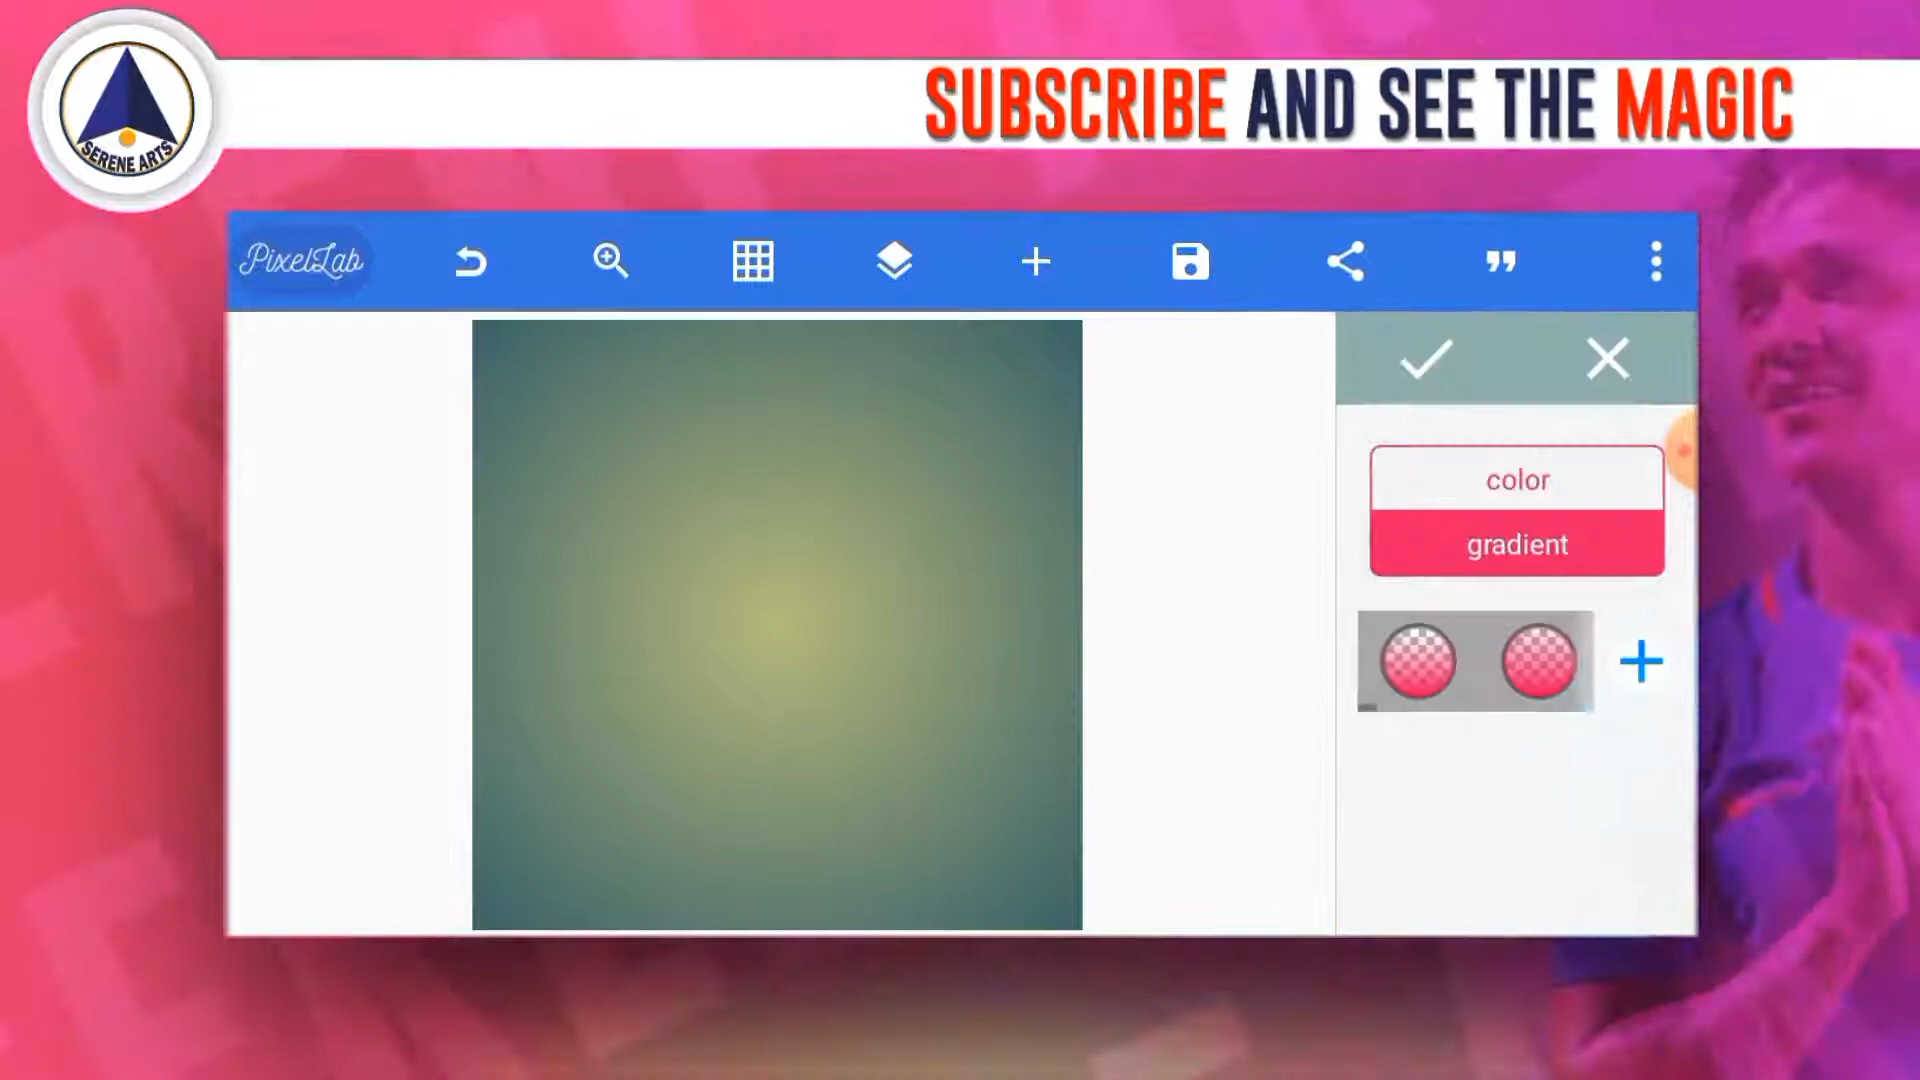 SUBSCRIBE AND SEE THE MAGIC
SERENE ARTS
PixelLab
color
gradient